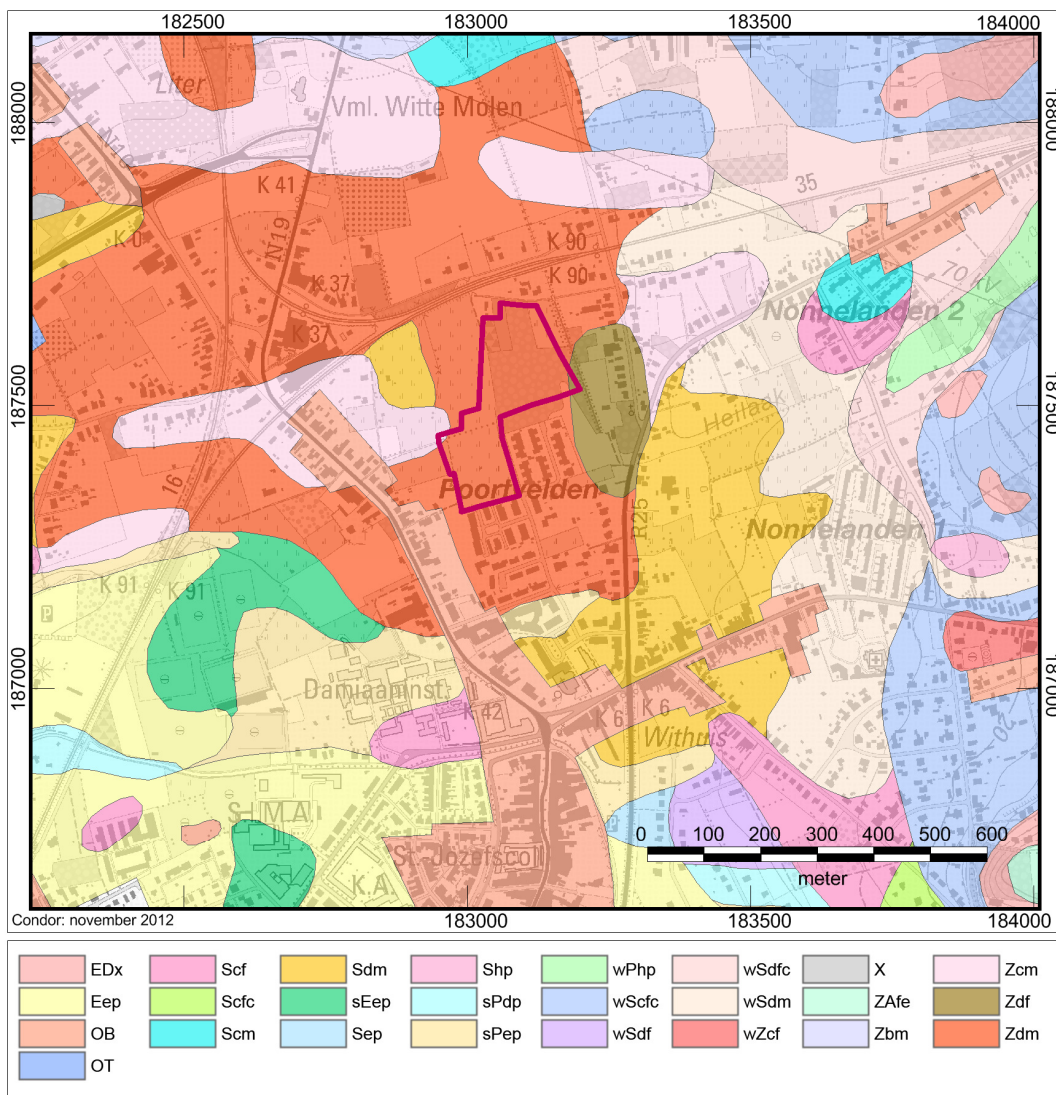 182500 183000 183500 184000
188000 188000
Liter
Vml. Witte Molen
N19
K 41
35
K 0
N19
K 90
K 90
K 37
70
TV
Nonnelanden 2
K 37
187500 187500
Heilaak
16
Poortvelden
R25
Nonnelanden 1
K 91
K 91
P
187000 187000
Damiaaninst.
K 42
K 6
K 6
Withuis
20
St.-Jozefscoll.
K.A.
0 100 200 300 400 500 600
meter
Condor: november 2012
183000 183500 184000
EDx Scf Sdm Shp wPhp wSdfc X Zcm
Eep Scfc sEep sPdp wScfc wSdm ZAfe Zdf
OB Scm Sep sPep wSdf wZcf Zbm Zdm
OT